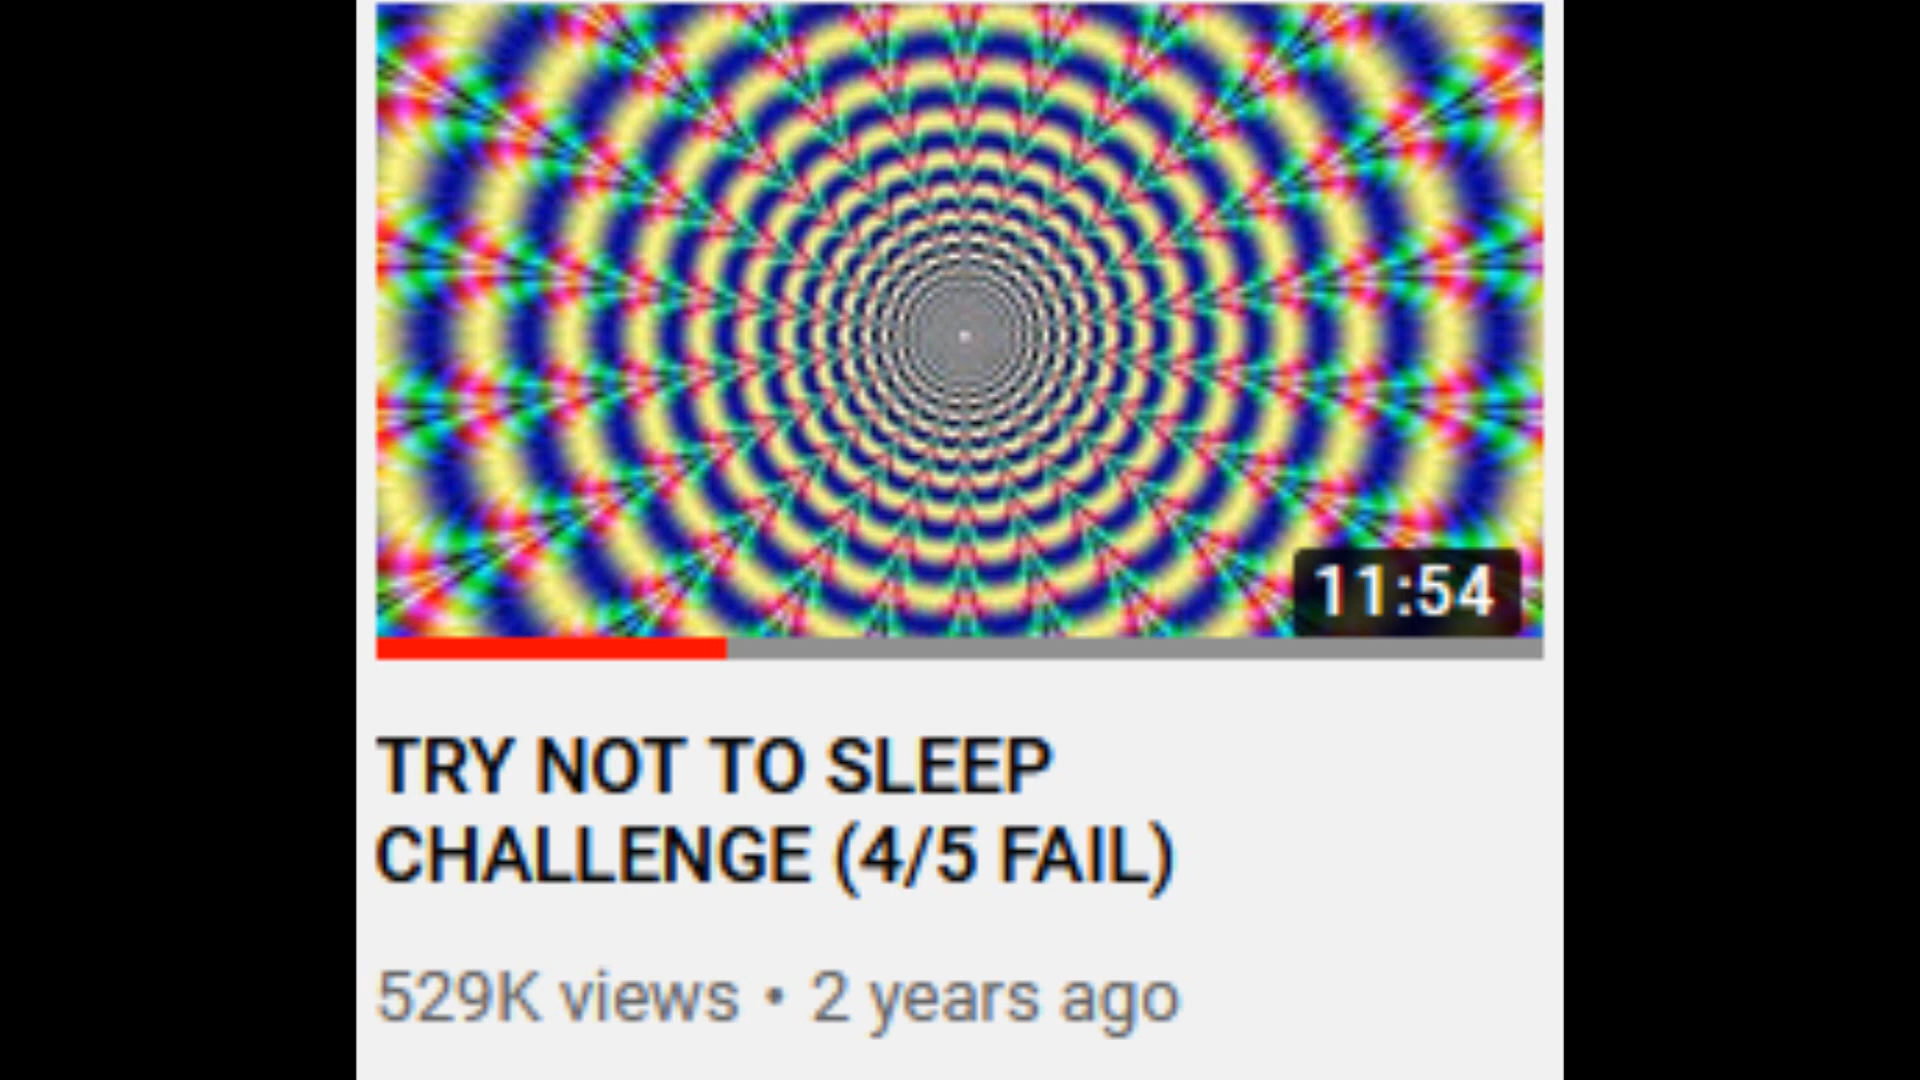 11:54
TRY NOT TO SLEEP
CHALLENGE (4/5 FAIL)
529K views • 2 years ago